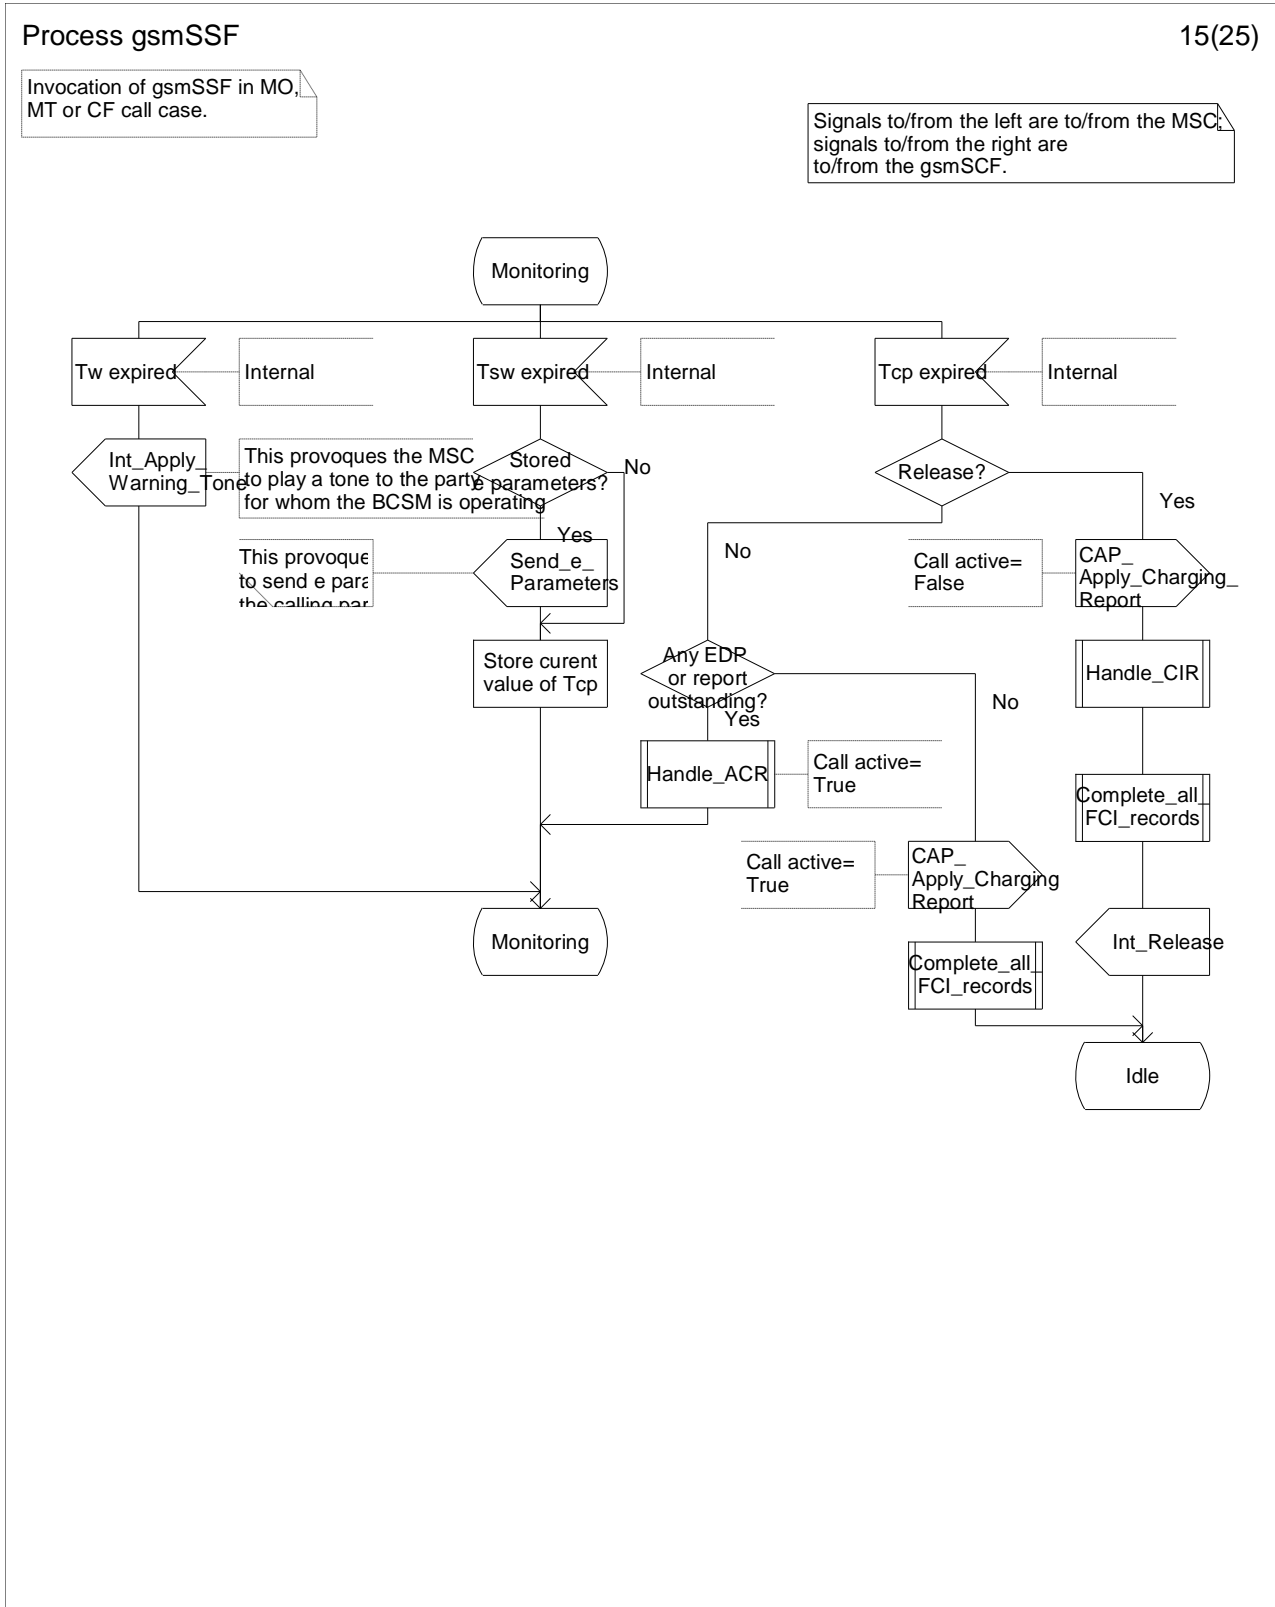 Process gsmSSF
15(25)
Invocation of gsmSSF in MO,
MT or CF call case.
Signals to/from the left are to/from the MSC;
signals to/from the right are
to/from the gsmSCF.
Monitoring
Tw expired
Internal
Tsw expired
Internal
Tcp expired
Internal
Int_Apply_
Warning_Tone
This provoques the MSC
to play a tone to the party
for whom the BCSM is operating
Stored
e parameters?
No
Yes
Release?
Yes
No
This provoque
to send e para
the calling par
Send_e_
Parameters
Call active=
False
CAP_
Apply_Charging_
Report
Store curent
value of Tcp
Any EDP
or report
outstanding?
Yes
No
Handle_CIR
Handle_ACR
Call active=
True
Complete_all_
FCI_records
Call active=
True
CAP_
Apply_Charging
Report
Monitoring
Complete_all_
FCI_records
Int_Release
Idle